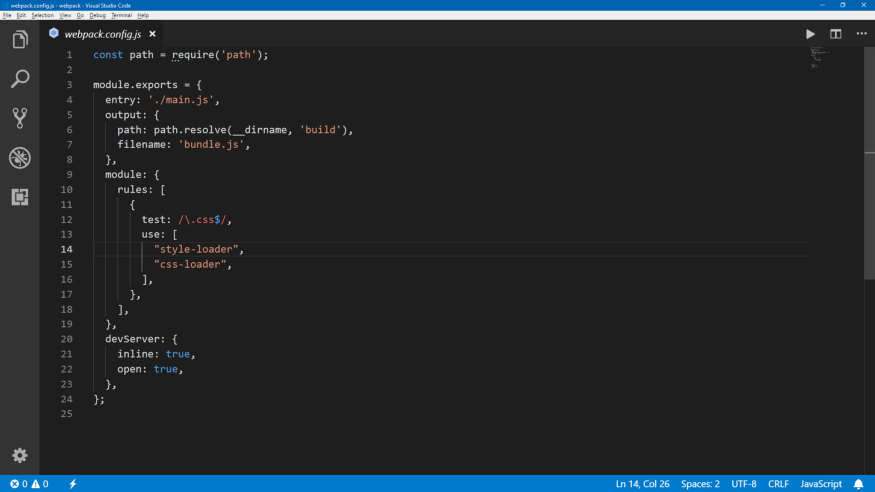 webpack.config.js - webpack - Visual Studio Code
File Edit Selection View Go Debug Terminal Help
webpack.config.js
1 const path = require('path');
2
3 module.exports = {
4 entry: './main.js',
5 output: {
6 path: path.resolve(__dirname, 'build'),
7 filename: 'bundle.js',
8 },
9 module: {
10 rules: [
11 {
12 test: /\.css$/,
13 use: [
14 "style-loader",
15 "css-loader",
16 ],
17 },
18 ],
19 },
20 devServer: {
21 inline: true,
22 open: true,
23 },
24 };
25
0 0 Ln 14, Col 26 Spaces: 2 UTF-8 CRLF JavaScript